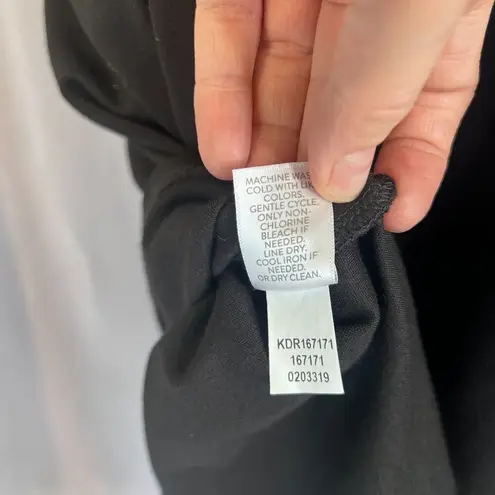 MACHINE WAS
COLD WITH LIK
COLORS.
GENTLE CYCLE.
ONLY NON-
CHLORINE
BLEACH IF
NEEDED.
LINE DRY.
COOL IRON IF
NEEDED.
OR DRY CLEAN.
KDR167171
167171
0203319